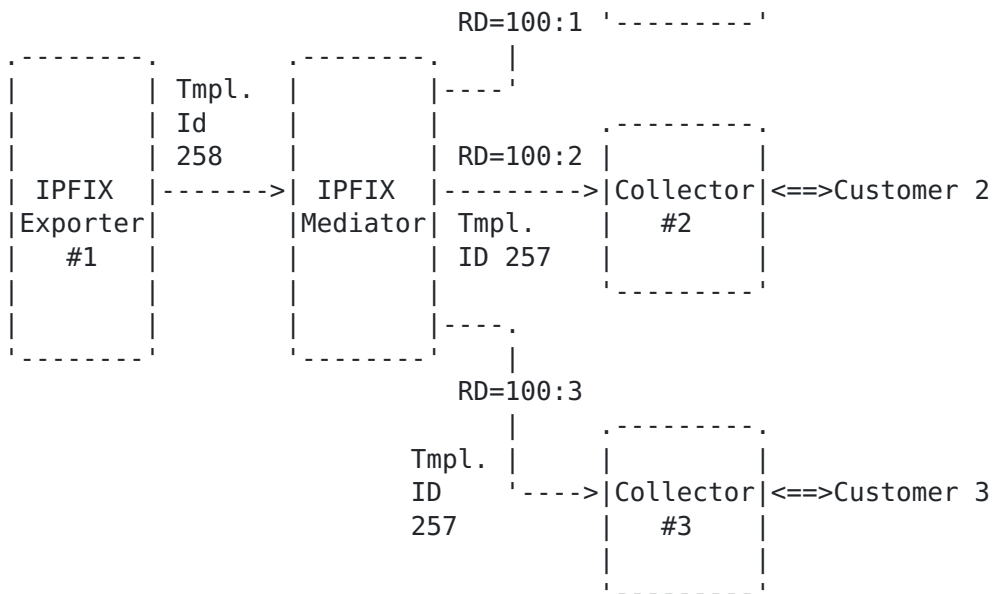 RD=100:1 '---------'
.--------.         .--------.    |
|        | Tmpl.   |        |----'
|        | Id      |        |          .---------.
|        | 258     |        | RD=100:2 |         |
| IPFIX  |-------->| IPFIX  |--------->|Collector|<==>Customer 2
|Exporter|         |Mediator| Tmpl.    |   #2    |
|   #1   |         |        | ID 257   |         |
|        |         |        |          '---------'
|        |         |        |----.
'--------'         '--------'    |
RD=100:3
|     .---------.
Tmpl. |     |         |
ID    '---->|Collector|<==>Customer 3
257         |   #3    |
|         |
'---------'